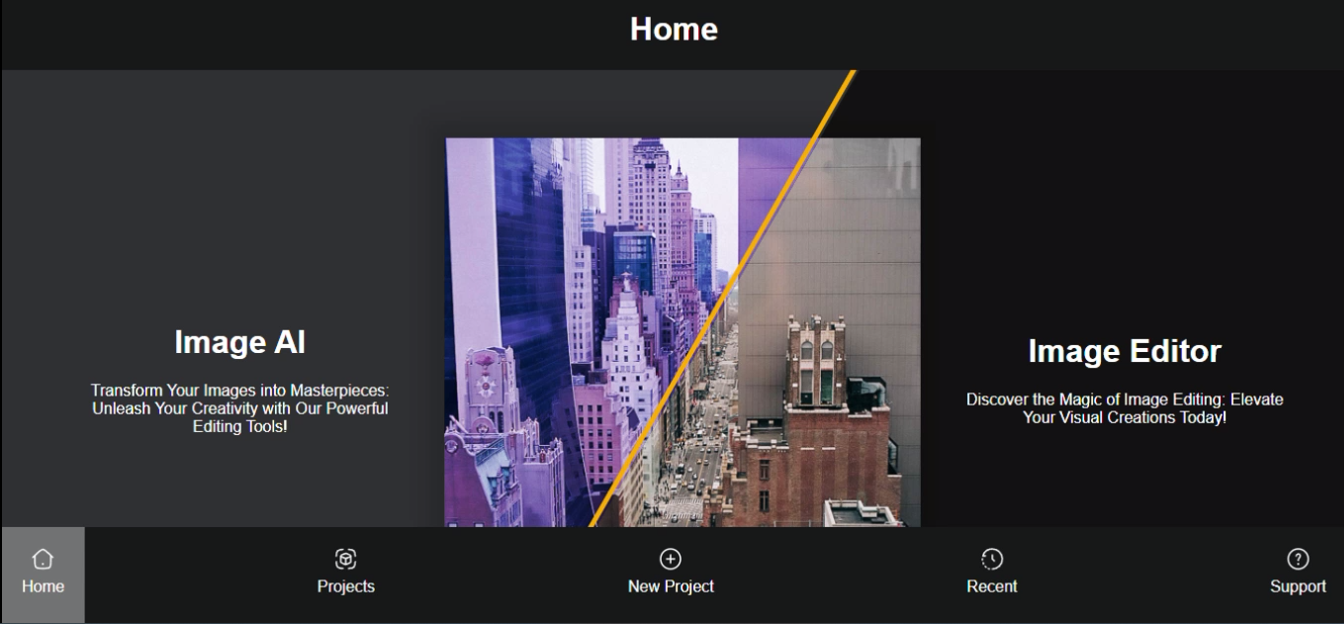 Home
Image AI
Transform Your Images into Masterpieces:
Unleash Your Creativity with Our Powerful
Editing Tools!
Image Editor
Discover the Magic of Image Editing: Elevate
Your Visual Creations Today!
Home
Projects
New Project
Recent
Support